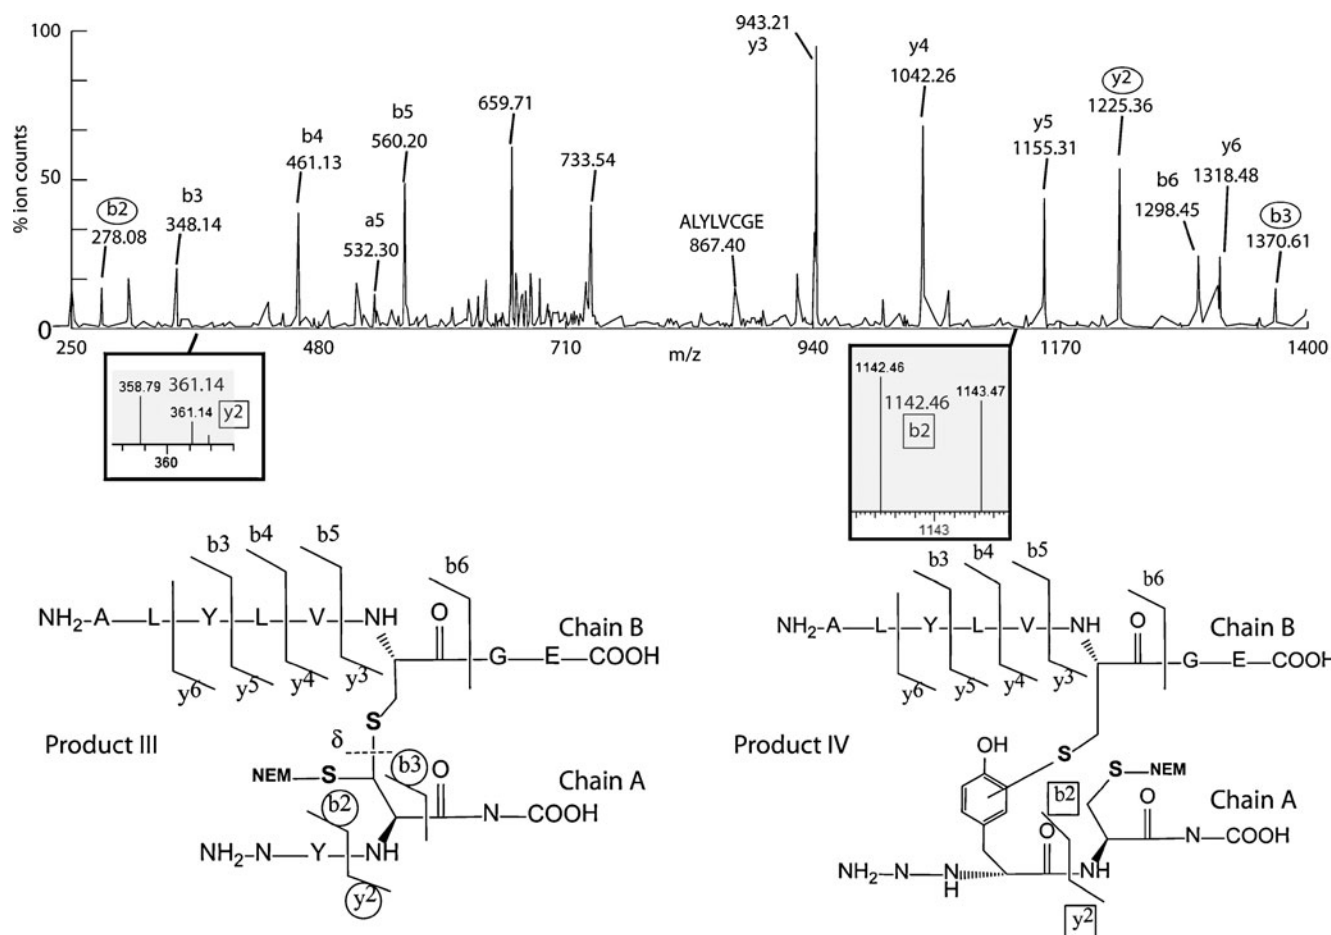 100
50
0
% ion counts
250
480
710
940
1170
1400
m/z
b2
278.08
b3
348.14
b4
461.13
a5
532.30
b5
560.20
659.71
733.54
ALYLVCGE
867.40
943.21
y3
y4
1042.26
y5
1155.31
y2
1225.36
b6
1298.45
y6
1318.48
b3
1370.61
358.79
361.14
361.14
y2
360
1142.46
1143.47
1142.46
b2
1143
b3
b4
b5
b6
NH2-A-L-Y-L-V-NH
O
Chain B
G-E-COOH
y6
y5
y4
y3
S
Product III
δ
NEM-S
b3
O
Chain A
b2
N-COOH
NH2-N-Y-NH
y2
b3
b4
b5
b6
NH2-A-L-Y-L-V-NH
O
Chain B
G-E-COOH
y6
y5
y4
y3
Product IV
OH
S
S-NEM
b2
O
Chain A
O
N-COOH
NH2-N-N
H
NH
y2